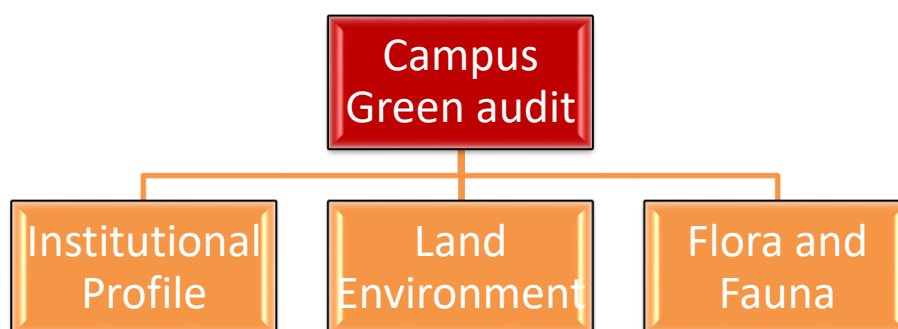 Campus
Green audit
Institutional
Profile
Land
Environment
Flora and
Fauna